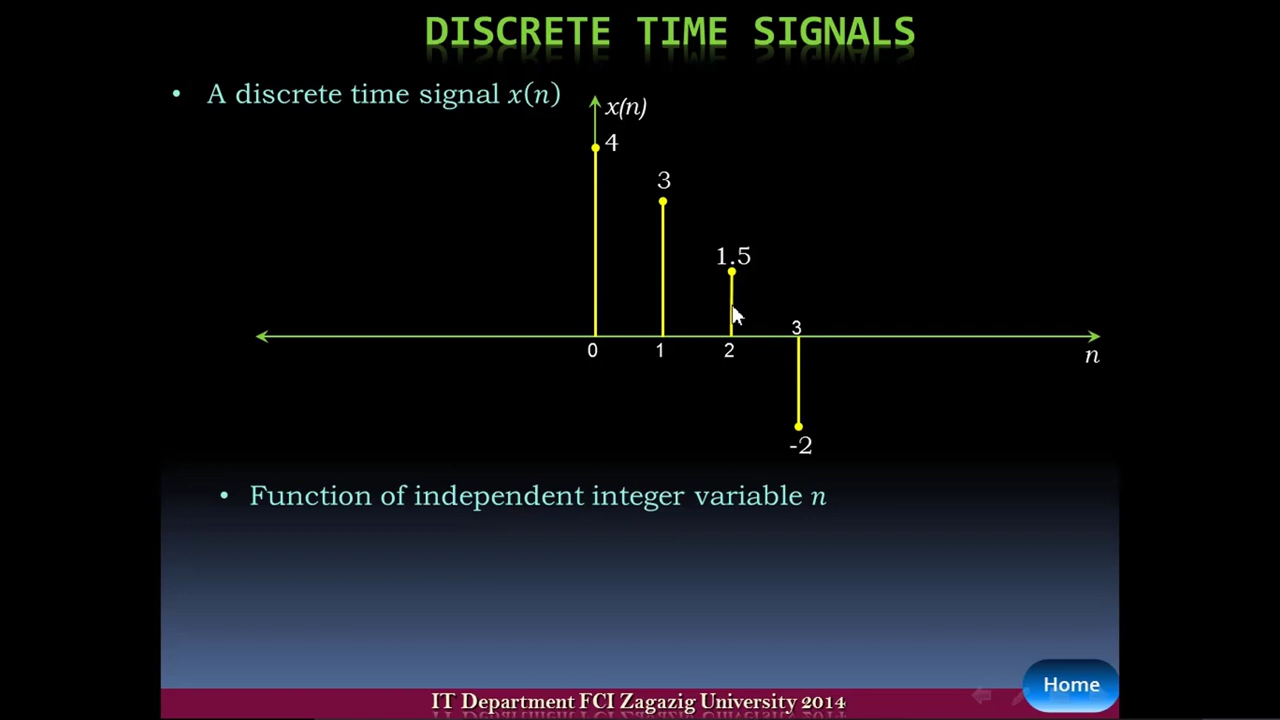 DISCRETE TIME SIGNALS
• A discrete time signal x(n)
x(n)
4
3
1.5
3
0 1 2
n
-2
• Function of independent integer variable n
Home
IT Department FCI Zagazig University 2014